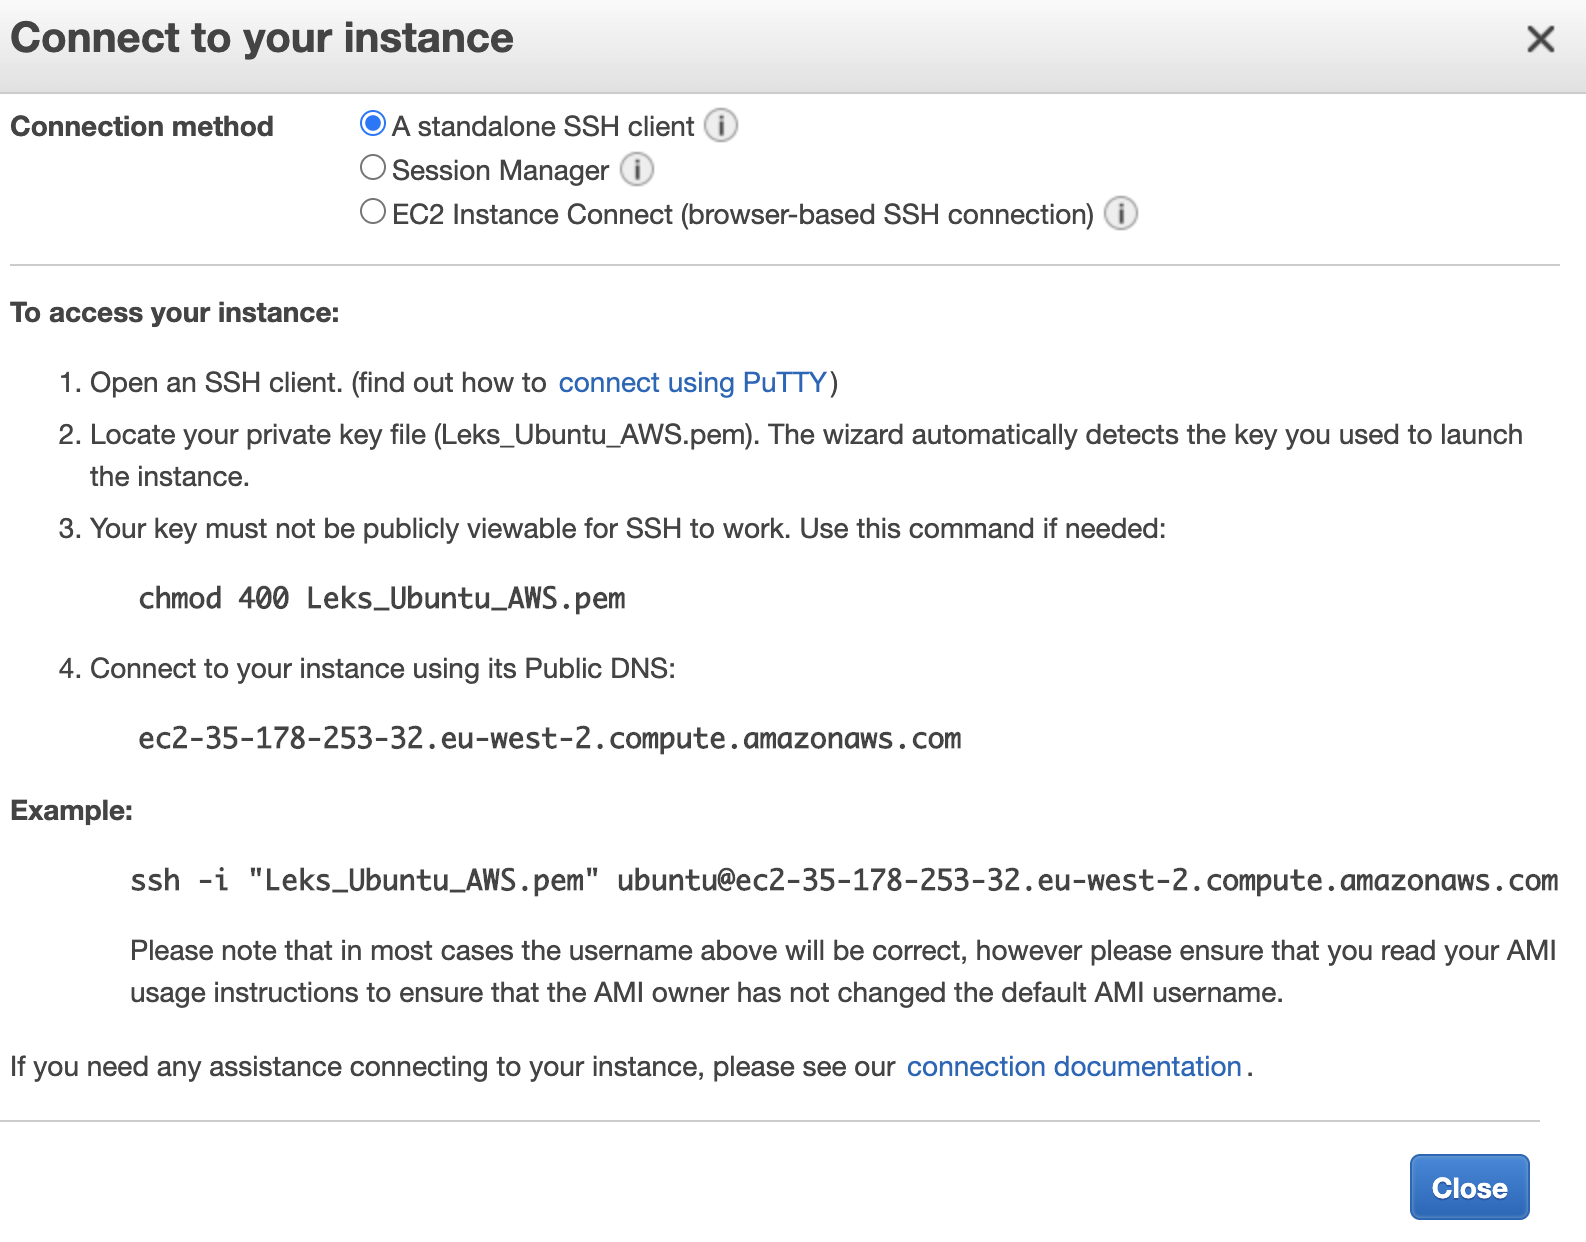 Connect to your instance
Connection method
A standalone SSH client
Session Manager
EC2 Instance Connect (browser-based SSH connection)
To access your instance:
1. Open an SSH client. (find out how to connect using PuTTY)
2. Locate your private key file (Leks_Ubuntu_AWS.pem). The wizard automatically detects the key you used to launch
the instance.
3. Your key must not be publicly viewable for SSH to work. Use this command if needed:
chmod 400 Leks_Ubuntu_AWS.pem
4. Connect to your instance using its Public DNS:
ec2-35-178-253-32.eu-west-2.compute.amazonaws.com
Example:
ssh -i "Leks_Ubuntu_AWS.pem" ubuntu@ec2-35-178-253-32.eu-west-2.compute.amazonaws.com
Please note that in most cases the username above will be correct, however please ensure that you read your AMI
usage instructions to ensure that the AMI owner has not changed the default AMI username.
If you need any assistance connecting to your instance, please see our connection documentation.
Close